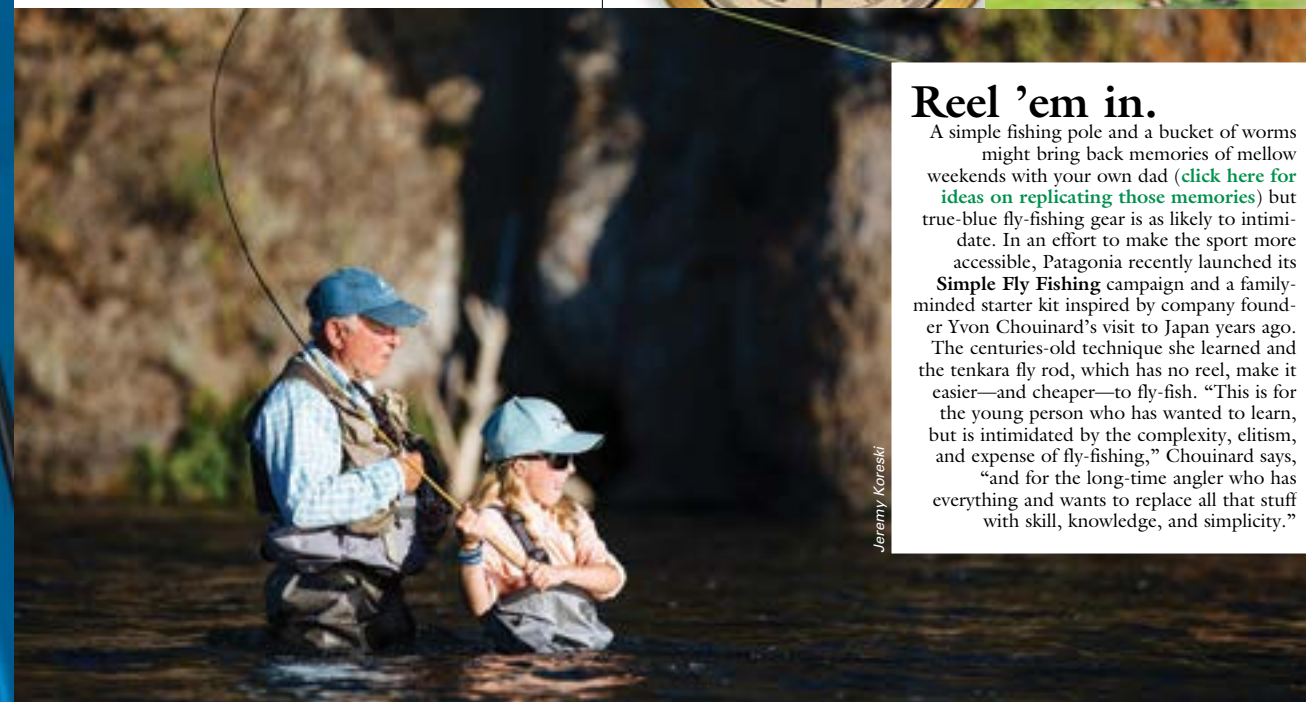 Reel ’em in.
A simple fishing pole and a bucket of worms
might bring back memories of mellow
weekends with your own dad (click here for
ideas on replicating those memories) but
true-blue fly-fishing gear is as likely to intimi-
date. In an effort to make the sport more
accessible, Patagonia recently launched its
Simple Fly Fishing campaign and a family-
minded starter kit inspired by company found-
er Yvon Chouinard’s visit to Japan years ago.
The centuries-old technique she learned and
the tenkara fly rod, which has no reel, make it
easier—and cheaper—to fly-fish. “This is for
the young person who has wanted to learn,
but is intimidated by the complexity, elitism,
and expense of fly-fishing,” Chouinard says,
“and for the long-time angler who has
everything and wants to replace all that stuff
with skill, knowledge, and simplicity.”
Jeremy Koreski